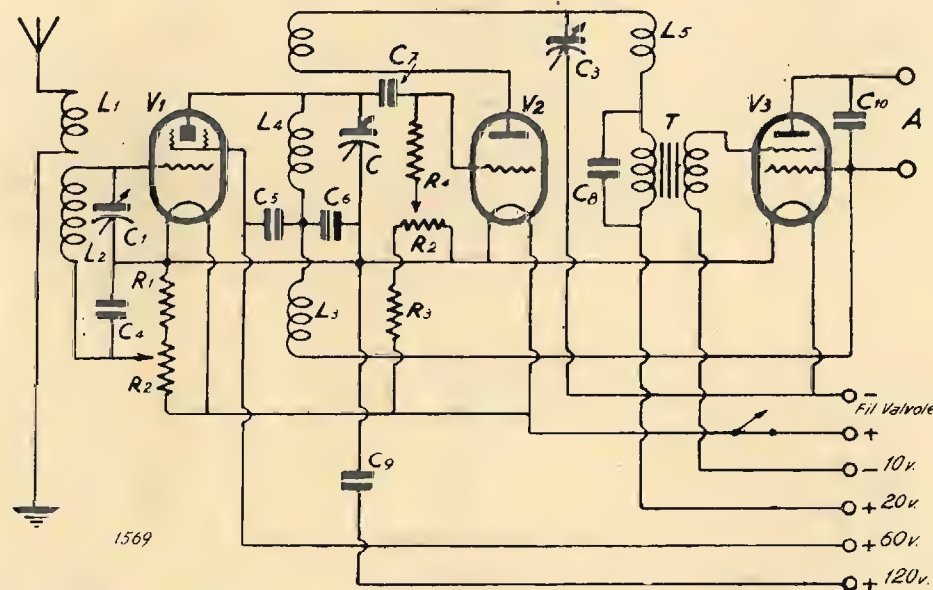 L5
C7
C3
L1
V1
V2
V3
C10
L4
A
T
C
R4
C8
C5
C6
R2
C1
L2
R1
L3
R3
C4
R2
–
Fil Valvole
+
C9
– 10v.
+ 20v.
1569
+ 60v.
+ 120v.